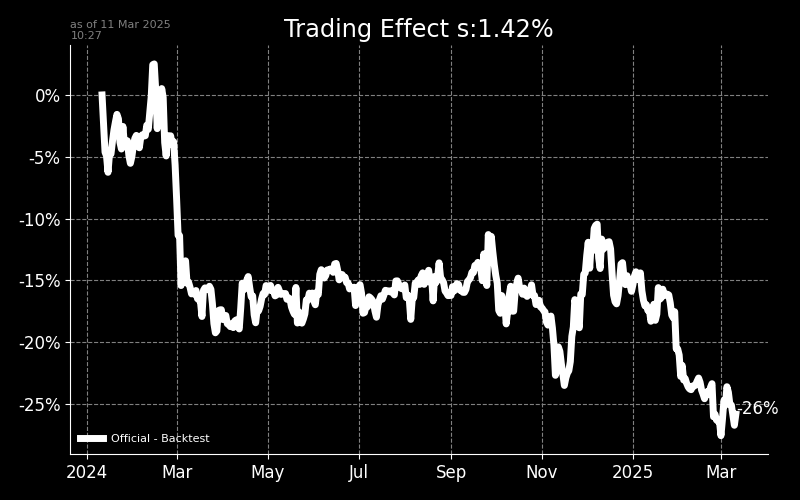 as of 11 Mar 2025
10:27
Trading Effect s:1.42%
0%
-5%
-10%
-15%
-20%
-25%
-26%
Official - Backtest
2024 Mar May Jul Sep Nov 2025 Mar